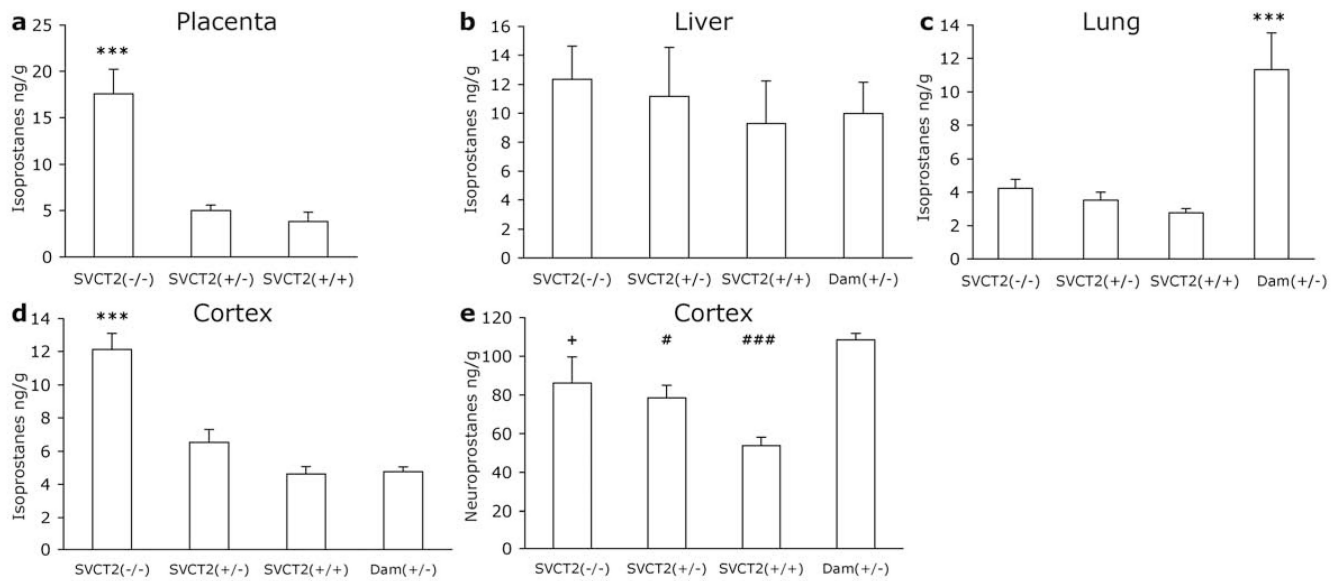 a Placenta
Isoprostanes ng/g
25
20
15
10
5
0
***
SVCT2(-/-) SVCT2(+/-) SVCT2(+/+)
b Liver
Isoprostanes ng/g
16
14
12
10
8
6
4
2
0
SVCT2(-/-) SVCT2(+/-) SVCT2(+/+) Dam(+/-)
c Lung
Isoprostanes ng/g
14
12
10
8
6
4
2
0
***
SVCT2(-/-) SVCT2(+/-) SVCT2(+/+) Dam(+/-)
d Cortex
Isoprostanes ng/g
14
12
10
8
6
4
2
0
***
SVCT2(-/-) SVCT2(+/-) SVCT2(+/+) Dam(+/-)
e Cortex
Neuroprostanes ng/g
120
100
80
60
40
20
0
+ # ###
SVCT2(-/-) SVCT2(+/-) SVCT2(+/+) Dam(+/-)